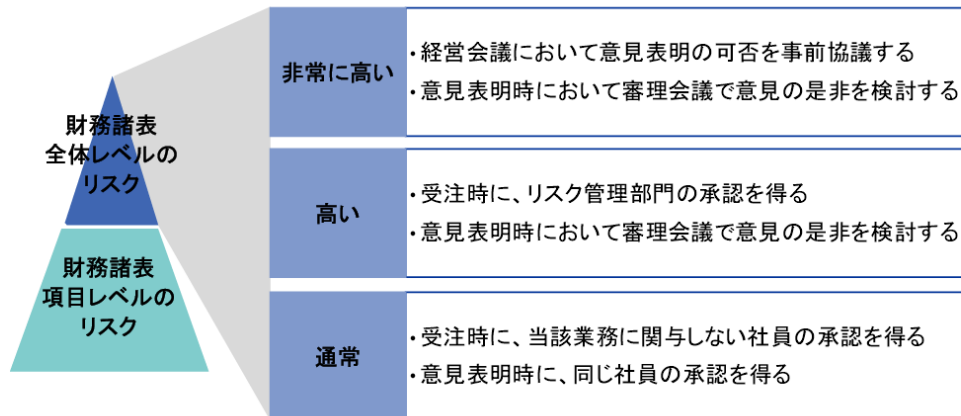 財務諸表
全体レベルの
リスク
財務諸表
項目レベルの
リスク
非常に高い
・経営会議において意見表明の可否を事前協議する
・意見表明時において審理会議で意見の是非を検討する
高い
・受注時に、リスク管理部門の承認を得る
・意見表明時において審理会議で意見の是非を検討する
通常
・受注時に、当該業務に関与しない社員の承認を得る
・意見表明時に、同じ社員の承認を得る